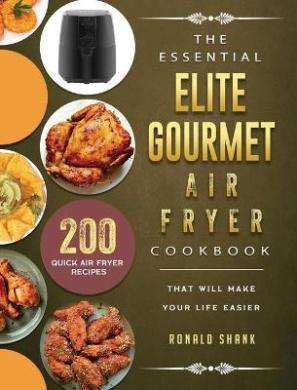 THE
ESSENTIAL
ELITE
GOURMET
AIR
FRYER
COOKBOOK
200
QUICK AIR FRYER
RECIPES
THAT WILL MAKE
YOUR LIFE EASIER
RONALD SHANK